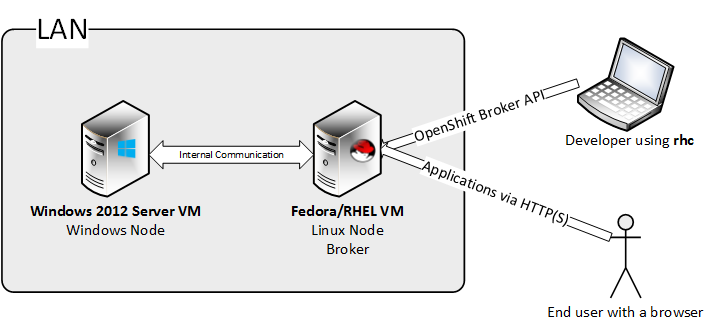 LAN
Windows 2012 Server VM
Windows Node
Internal Communication
Fedora/RHEL VM
Linux Node
Broker
OpenShift Broker API
Applications via HTTP(S)
Developer using rhc
End user with a browser